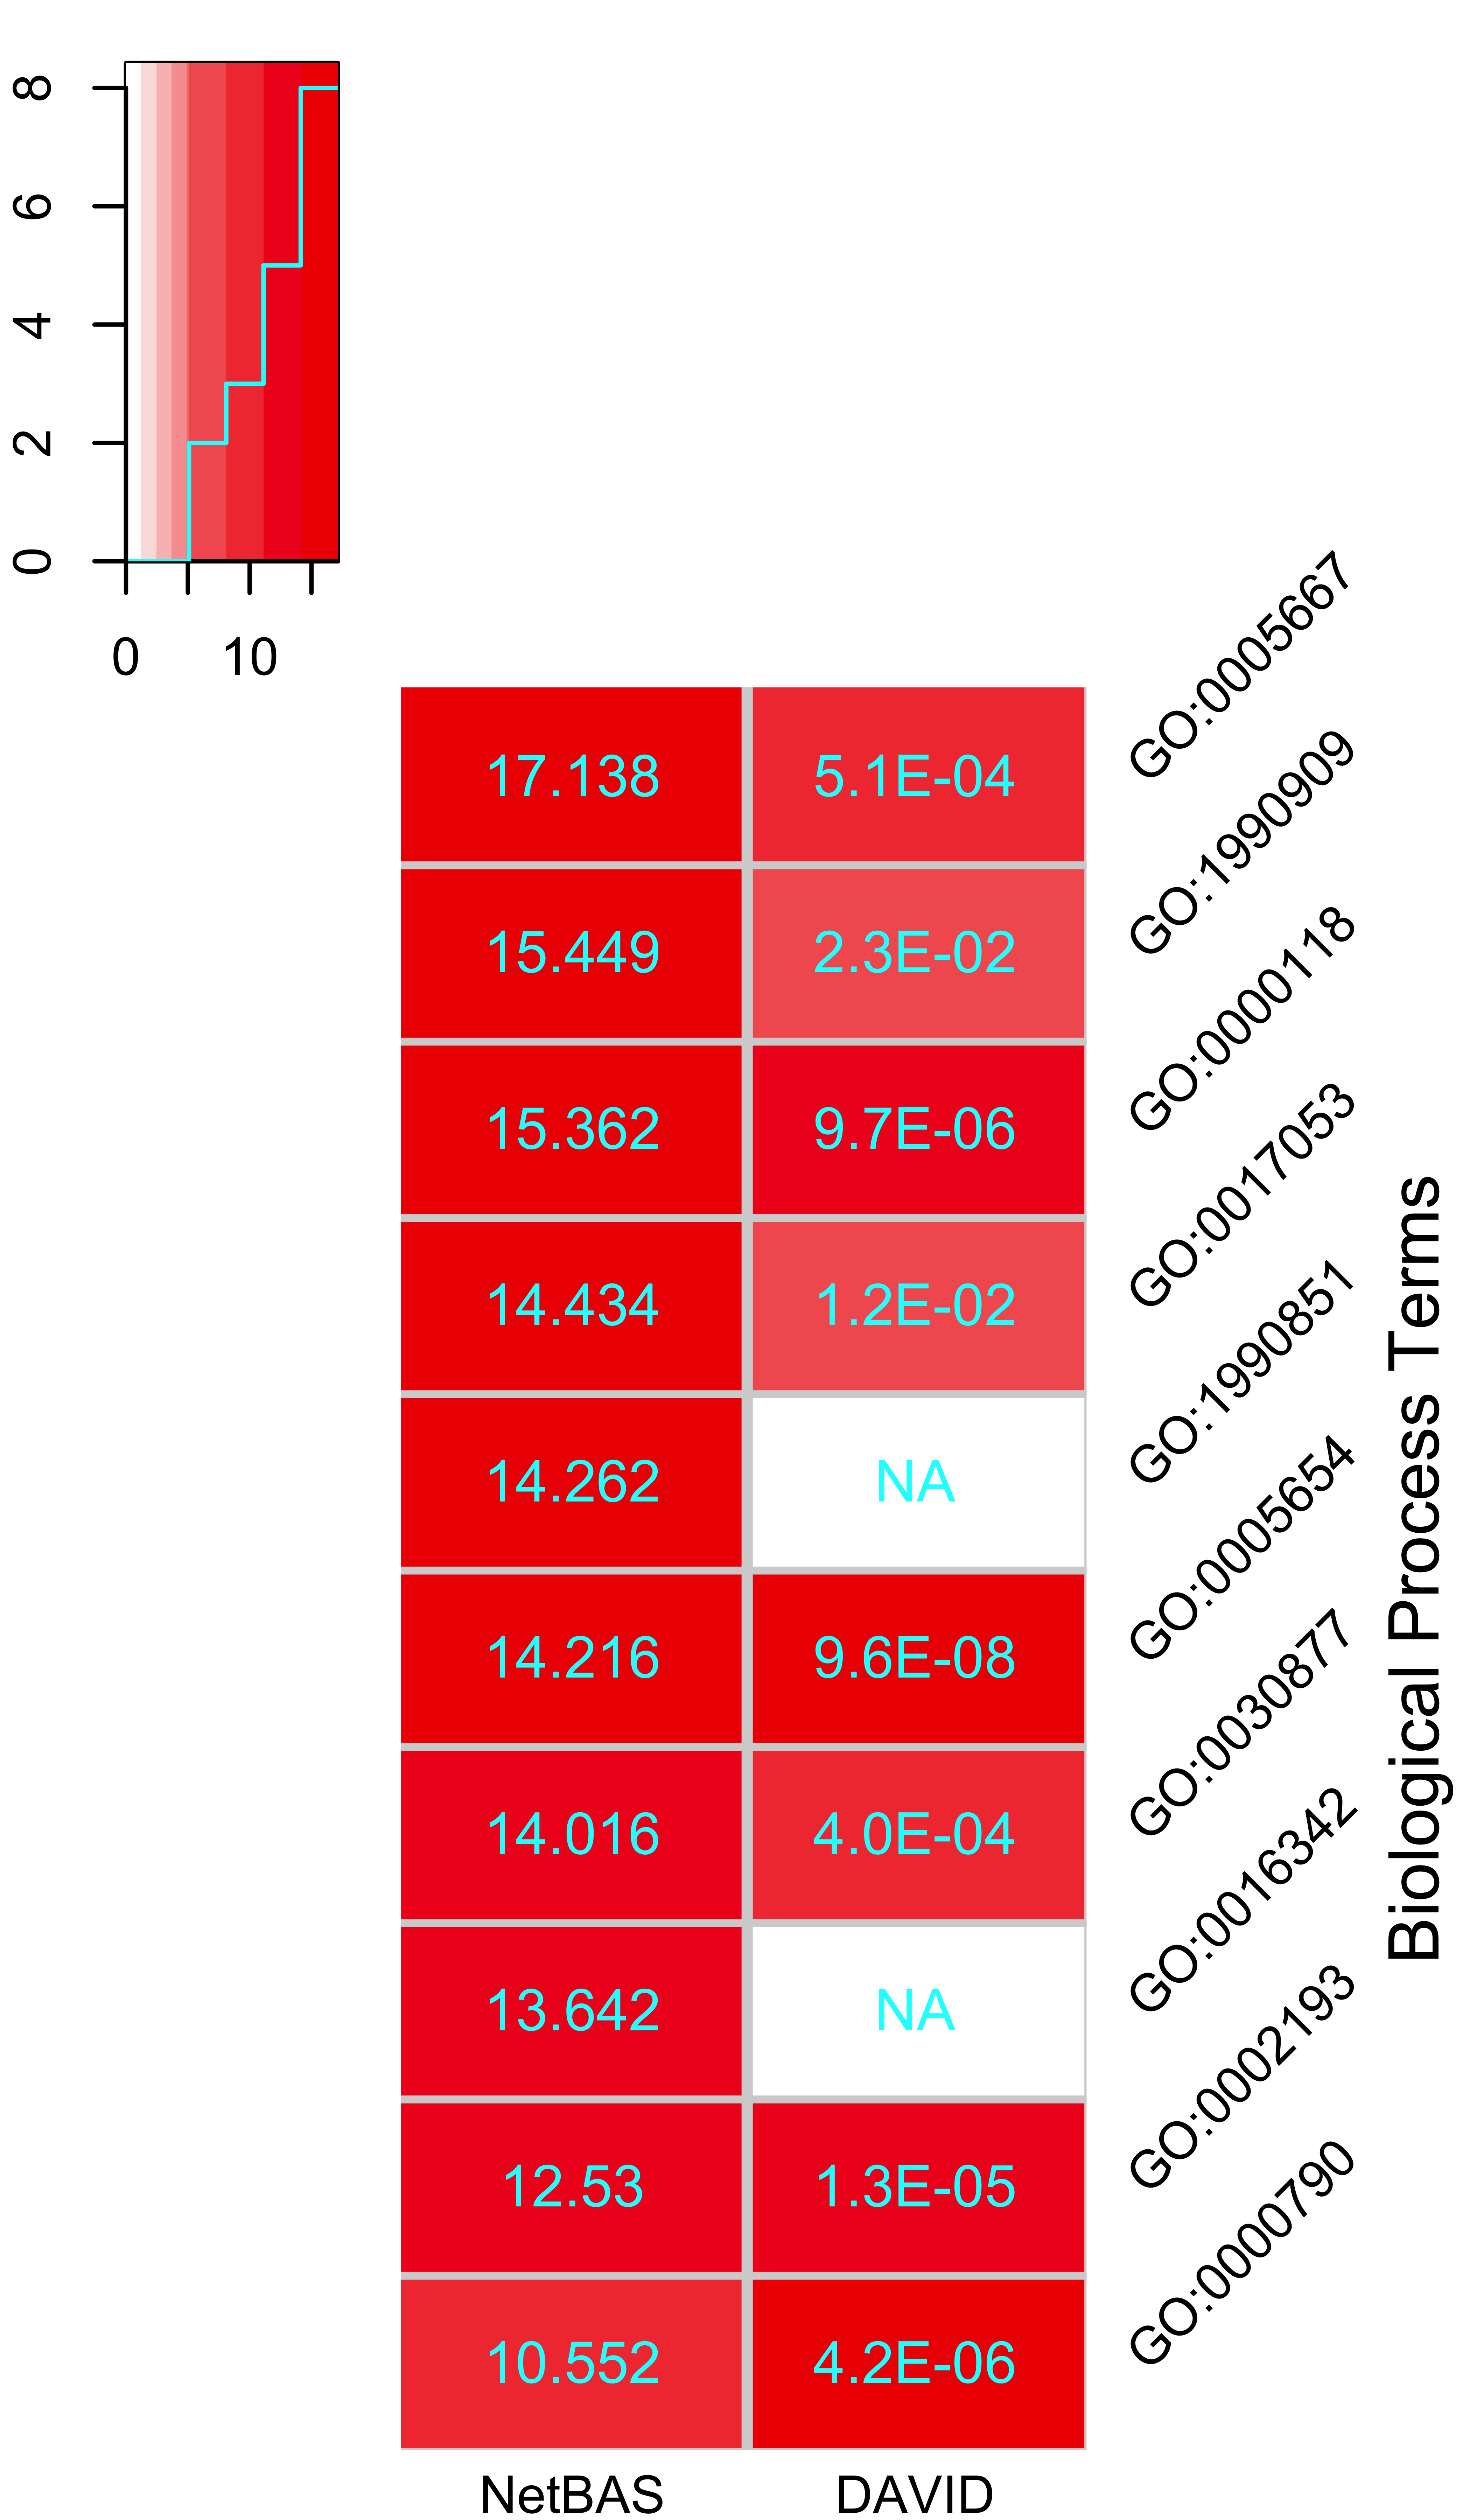 8
6
4
2
0
0 10
17.138 5.1E-04 GO:0005667
15.449 2.3E-02 GO:1990909
15.362 9.7E-06 GO:0000118
14.434 1.2E-02 GO:0017053
14.262 NA GO:1990851
14.216 9.6E-08 GO:0005654
14.016 4.0E-04 GO:0030877
13.642 NA GO:0016342
12.53 1.3E-05 GO:0002193
10.552 4.2E-06 GO:0000790
NetBAS DAVID
Biological Process Terms